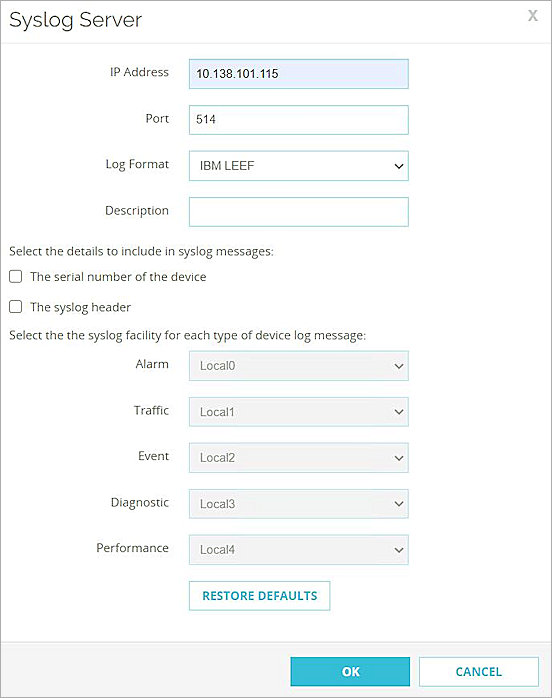 Syslog Server
X
IP Address 10.138.101.115
Port 514
Log Format IBM LEEF
Description
Select the details to include in syslog messages:
The serial number of the device
The syslog header
Select the the syslog facility for each type of device log message:
Alarm Local0
Traffic Local1
Event Local2
Diagnostic Local3
Performance Local4
RESTORE DEFAULTS
OK CANCEL